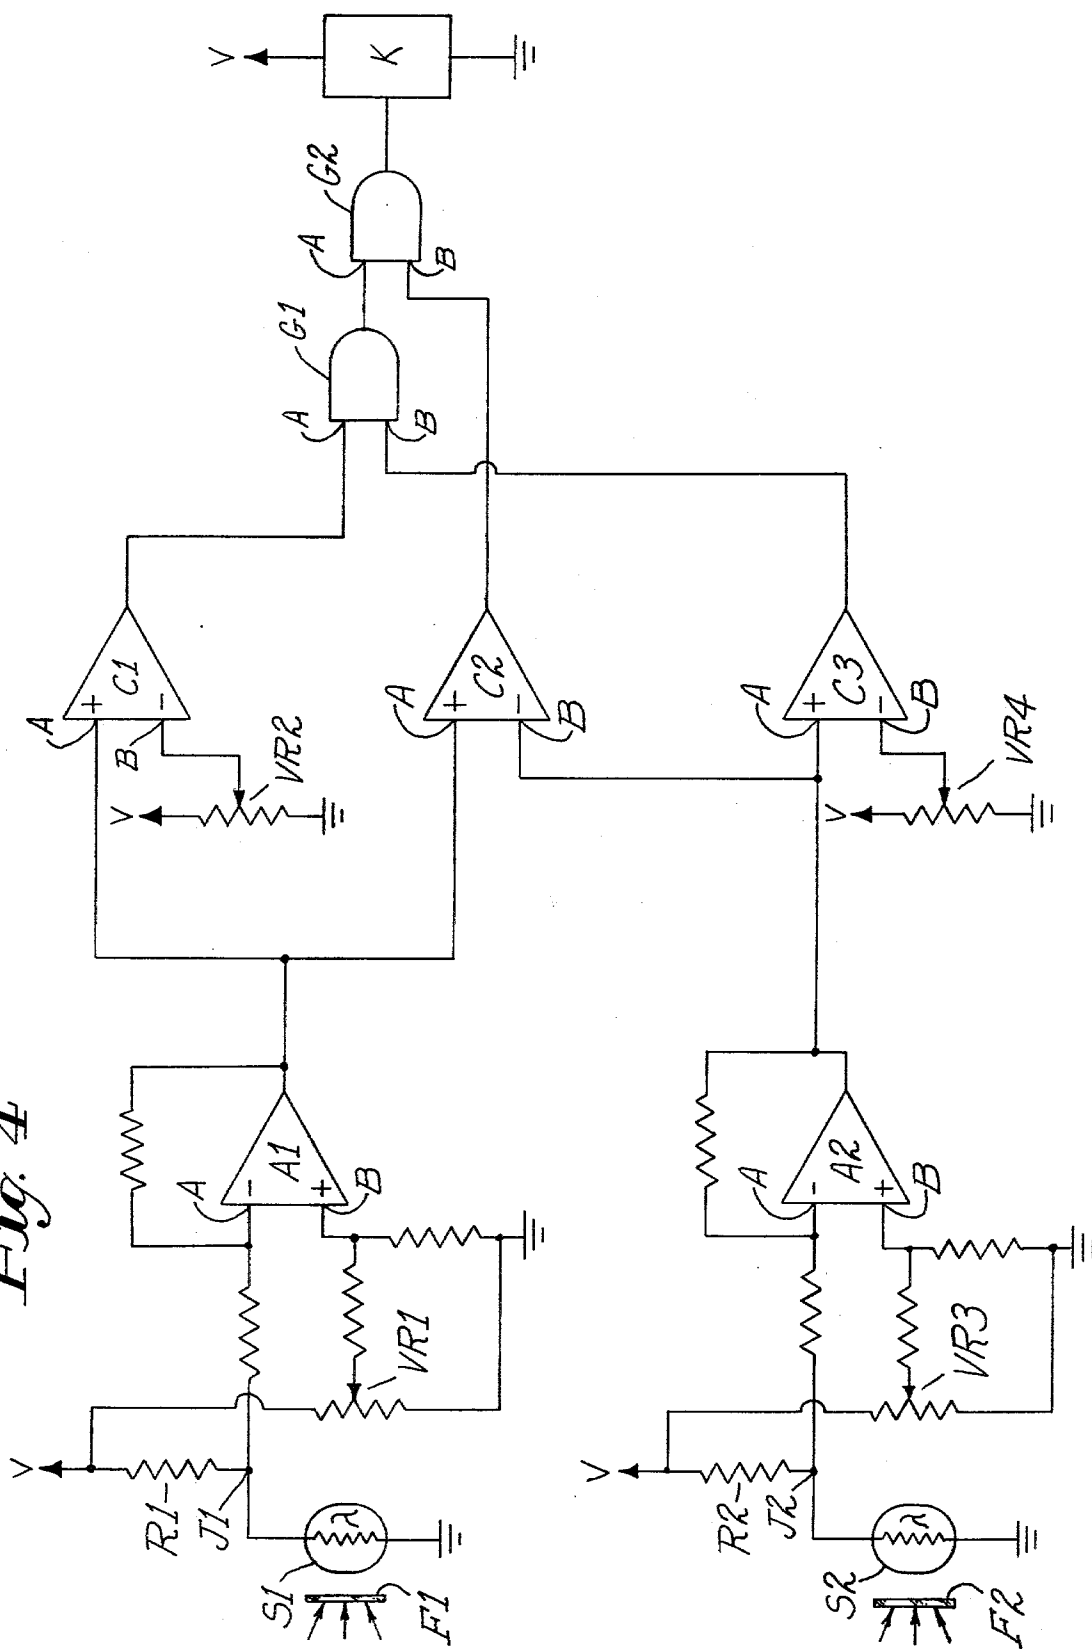 Fig. 4
V
R1
J1
S1
F1
VR1
A
-
+
B
A1
V
R2
J2
S2
F2
VR3
A
-
+
B
A2
A
+
-
B
C1
V
VR2
A
+
-
B
C2
A
+
-
B
C3
V
VR4
A
B
G1
A
B
G2
V
K
λ
λ